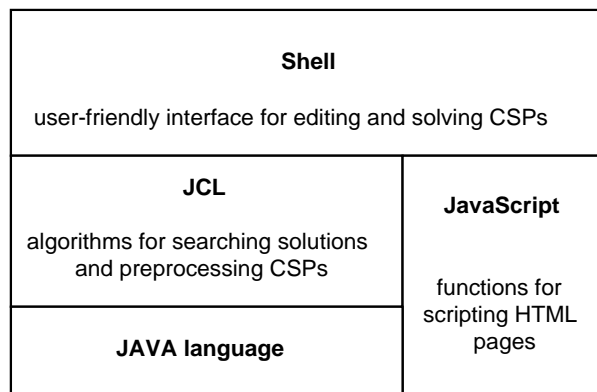 Shell
user-friendly interface for editing and solving CSPs
JCL
algorithms for searching solutions
and preprocessing CSPs
JAVA language
JavaScript
functions for
scripting HTML
pages